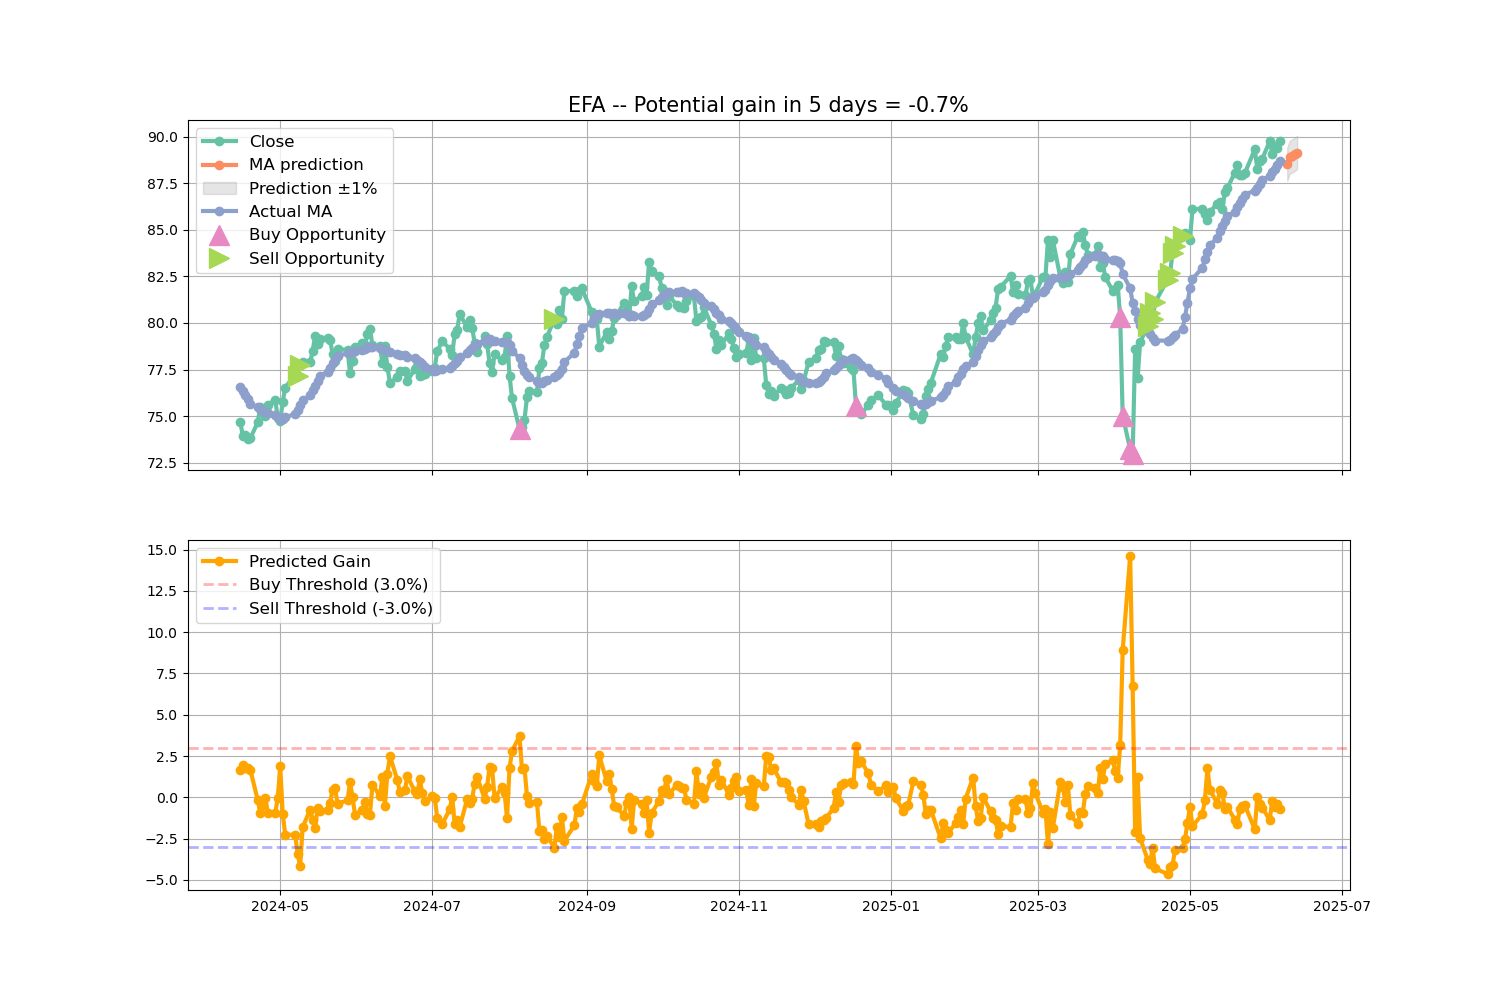 EFA -- Potential gain in 5 days = -0.7%
90.0
87.5
85.0
82.5
80.0
77.5
75.0
72.5
Close
MA prediction
Prediction ±1%
Actual MA
Buy Opportunity
Sell Opportunity
15.0
12.5
10.0
7.5
5.0
2.5
0.0
−2.5
−5.0
Predicted Gain
Buy Threshold (3.0%)
Sell Threshold (-3.0%)
2024-05 2024-07 2024-09 2024-11 2025-01 2025-03 2025-05 2025-07